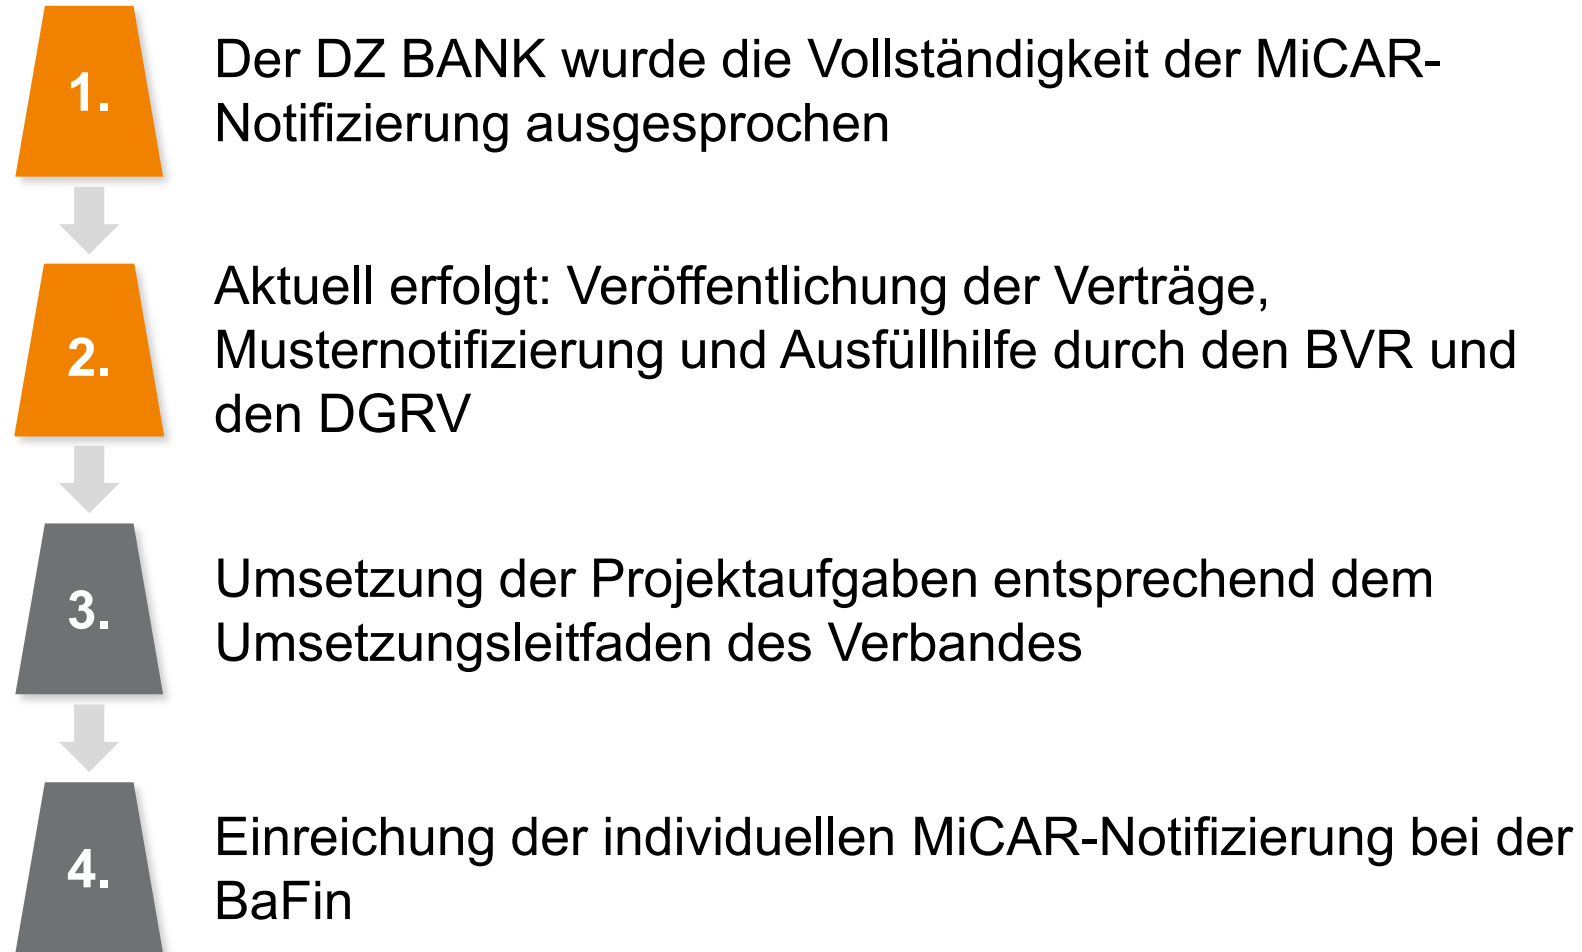 1.
Der DZ BANK wurde die Vollständigkeit der MiCAR-
Notifizierung ausgesprochen
2.
Aktuell erfolgt: Veröffentlichung der Verträge,
Musternotifizierung und Ausfüllhilfe durch den BVR und
den DGRV
3.
Umsetzung der Projektaufgaben entsprechend dem
Umsetzungsleitfaden des Verbandes
4.
Einreichung der individuellen MiCAR-Notifizierung bei der
BaFin